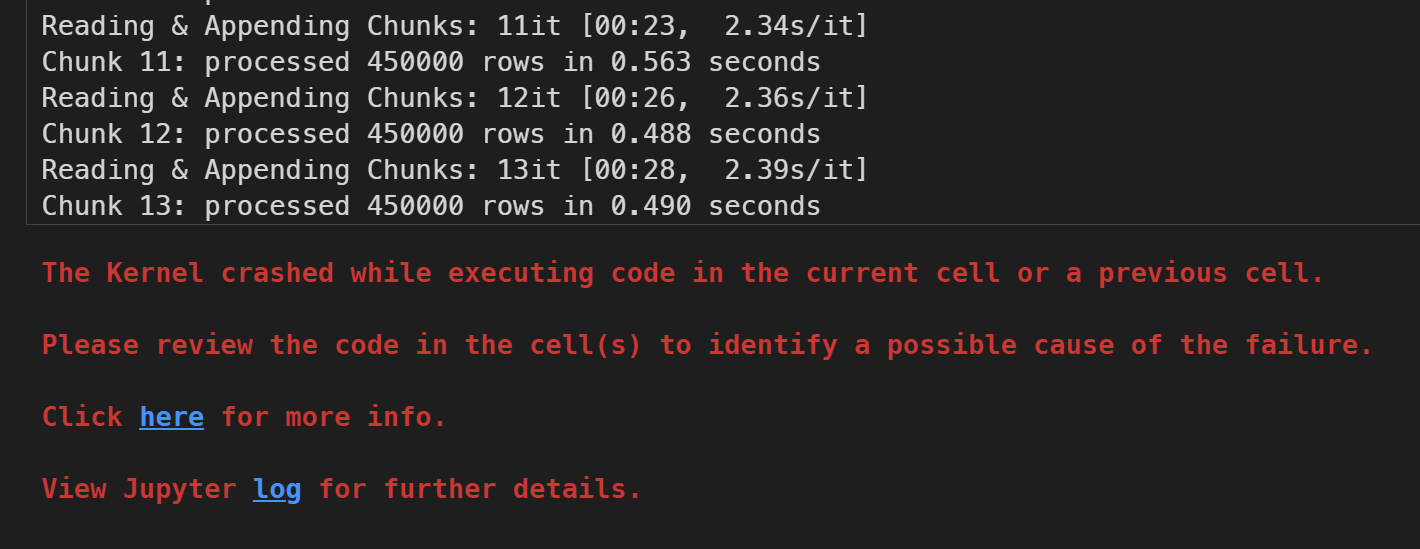 Reading & Appending Chunks: 11it [00:23,  2.34s/it]
Chunk 11: processed 450000 rows in 0.563 seconds
Reading & Appending Chunks: 12it [00:26,  2.36s/it]
Chunk 12: processed 450000 rows in 0.488 seconds
Reading & Appending Chunks: 13it [00:28,  2.39s/it]
Chunk 13: processed 450000 rows in 0.490 seconds
The Kernel crashed while executing code in the current cell or a previous cell.
Please review the code in the cell(s) to identify a possible cause of the failure.
Click here for more info.
View Jupyter log for further details.